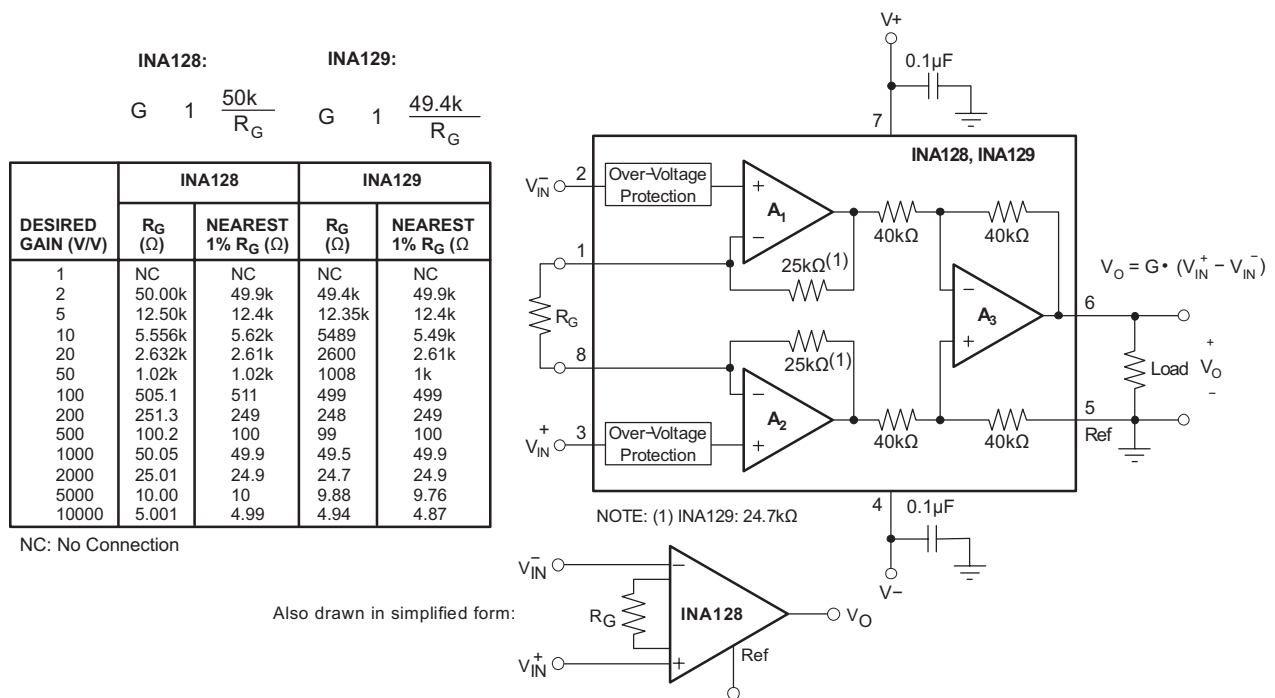 INA128: INA129:
G 1 50k
R_G
G 1 49.4k
R_G
INA128 INA129
DESIRED GAIN (V/V) R_G (Ω) NEAREST 1% R_G (Ω) R_G (Ω) NEAREST 1% R_G (Ω
1 NC NC NC NC
2 50.00k 49.9k 49.4k 49.9k
5 12.50k 12.4k 12.35k 12.4k
10 5.556k 5.62k 5489 5.49k
20 2.632k 2.61k 2600 2.61k
50 1.02k 1.02k 1008 1k
100 505.1 511 499 499
200 251.3 249 248 249
500 100.2 100 99 100
1000 50.05 49.9 49.5 49.9
2000 25.01 24.9 24.7 24.9
5000 10.00 10 9.88 9.76
10000 5.001 4.99 4.94 4.87
NC: No Connection
V+
0.1µF
7
INA128, INA129
V_IN^− 2 Over-Voltage
Protection
+
A_1
−
40kΩ 40kΩ
1
25kΩ(1)
R_G
−
A_3
+
6
V_O = G • (V_IN^+ − V_IN^−)
8
25kΩ(1)
Load
+
V_O
−
−
A_2
+
V_IN^+ 3 Over-Voltage
Protection
40kΩ 40kΩ
5
Ref
NOTE: (1) INA129: 24.7kΩ
4
0.1µF
V−
Also drawn in simplified form:
V_IN^−
−
R_G
INA128
V_O
+
V_IN^+
Ref